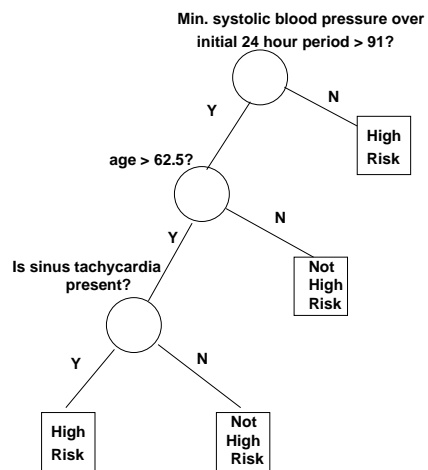 Min. systolic blood pressure over
initial 24 hour period > 91?
Y
N
High
Risk
age > 62.5?
Y
N
Not
High
Risk
Is sinus tachycardia
present?
Y
N
High
Risk
Not
High
Risk